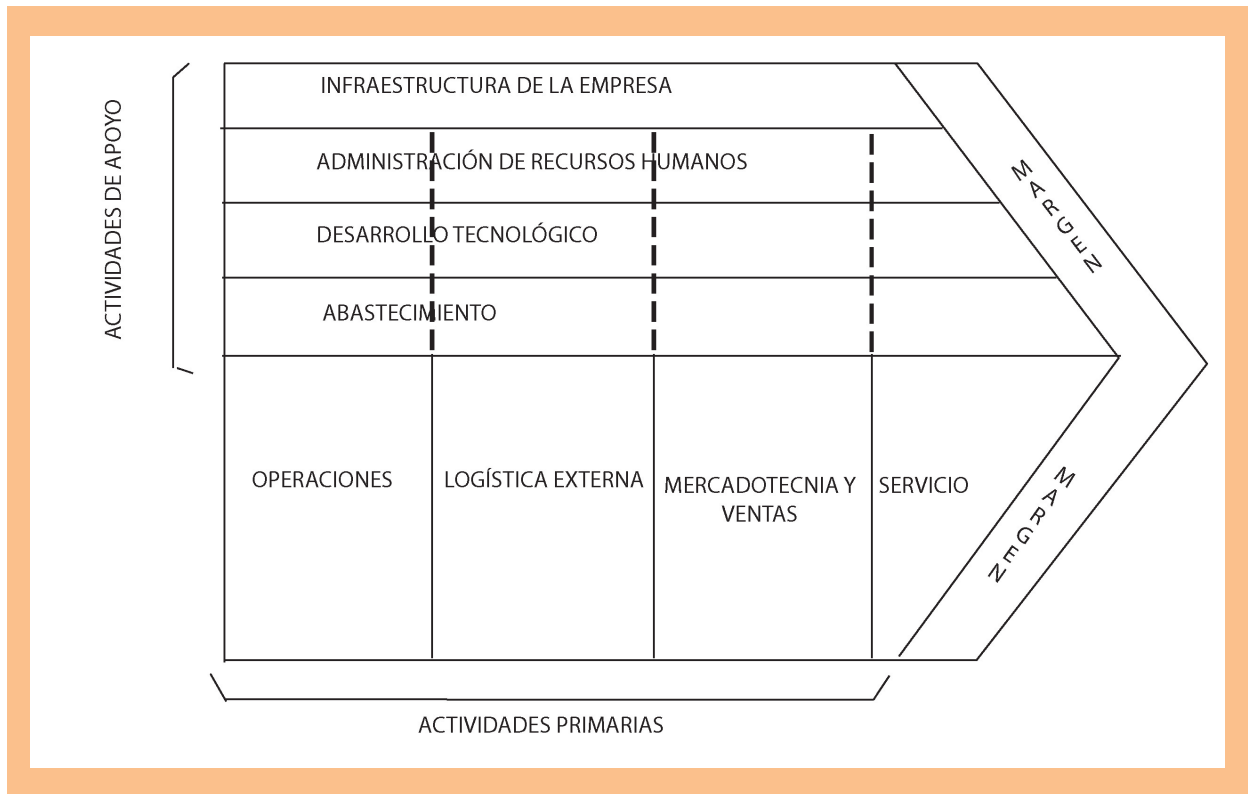 ACTIVIDADES DE APOYO
INFRAESTRUCTURA DE LA EMPRESA
ADMINISTRACIÓN DE RECURSOS HUMANOS
DESARROLLO TECNOLÓGICO
ABASTECIMIENTO
MARGEN
OPERACIONES
LOGÍSTICA EXTERNA
MERCADOTECNIA Y
VENTAS
SERVICIO
MARGEN
ACTIVIDADES PRIMARIAS